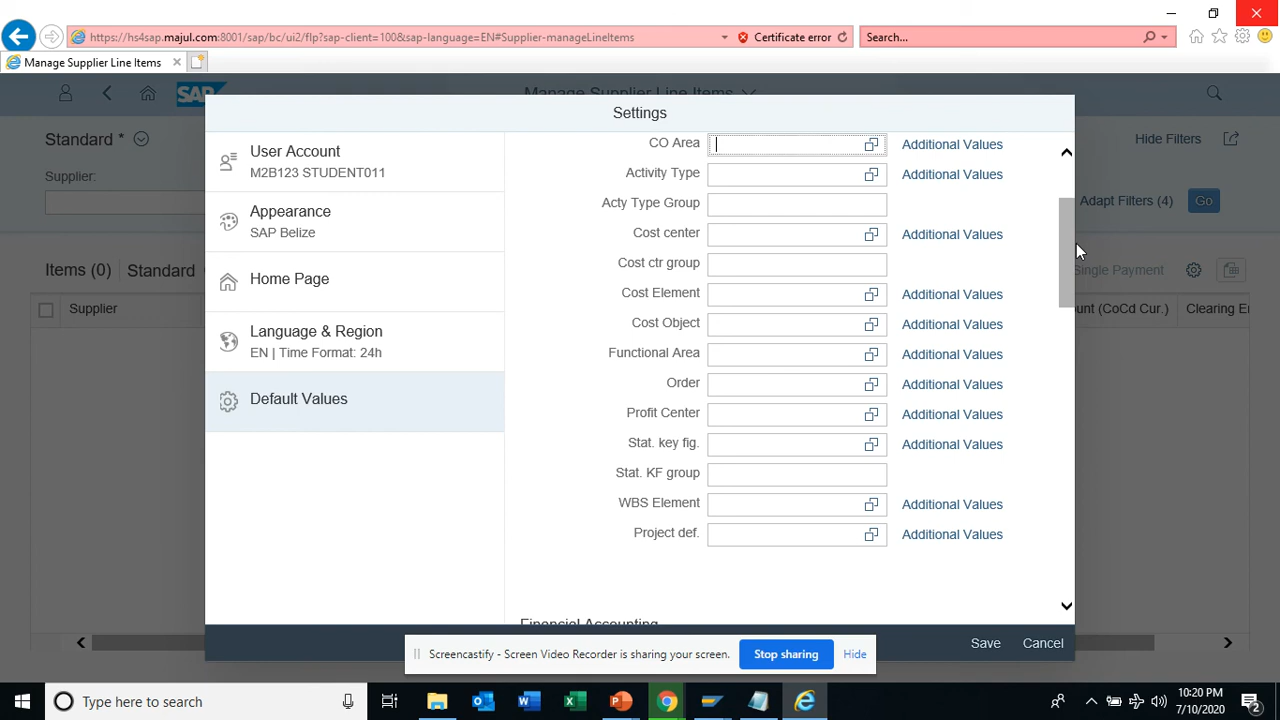 https://hs4sap.majul.com:8001/sap/bc/ui2/flp?sap-client=100&sap-language=EN#Supplier-manageLineItems
Certificate error
Search...
Manage Supplier Line Items
SAP
Manage Supplier Line Items
Settings
Standard *
Hide Filters
Supplier:
Adapt Filters (4)
Go
Items (0)
Standard
Single Payment
Supplier
unt (CoCd Cur.)
Clearing En
User Account
M2B123 STUDENT011
Appearance
SAP Belize
Home Page
Language & Region
EN | Time Format: 24h
Default Values
CO Area
Additional Values
Activity Type
Additional Values
Acty Type Group
Cost center
Additional Values
Cost ctr group
Cost Element
Additional Values
Cost Object
Additional Values
Functional Area
Additional Values
Order
Additional Values
Profit Center
Additional Values
Stat. key fig.
Additional Values
Stat. KF group
WBS Element
Additional Values
Project def.
Additional Values
Financial Accounting
Save
Cancel
Screencastify - Screen Video Recorder is sharing your screen.
Stop sharing
Hide
Type here to search
10:20 PM
7/10/2020
2